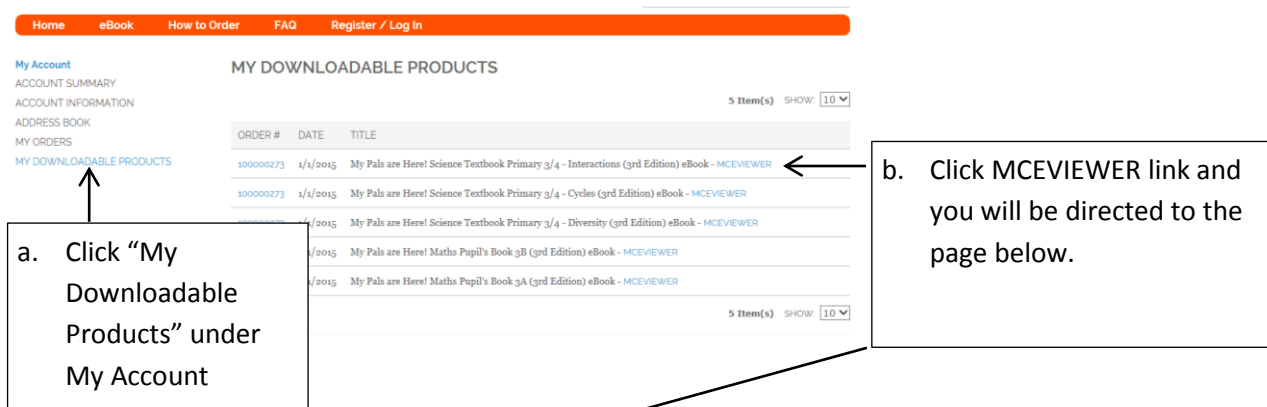 Home eBook How to Order FAQ Register / Log In
My Account
ACCOUNT SUMMARY
ACCOUNT INFORMATION
ADDRESS BOOK
MY ORDERS
MY DOWNLOADABLE PRODUCTS
MY DOWNLOADABLE PRODUCTS
5 Item(s) SHOW: 10
ORDER # DATE TITLE
100000273 1/1/2015 My Pals are Here! Science Textbook Primary 3/4 - Interactions (3rd Edition) eBook - MCEVIEWER
100000273 1/1/2015 My Pals are Here! Science Textbook Primary 3/4 - Cycles (3rd Edition) eBook - MCEVIEWER
1/2015 My Pals are Here! Science Textbook Primary 3/4 - Diversity (3rd Edition) eBook - MCEVIEWER
/2015 My Pals are Here! Maths Pupil's Book 3B (3rd Edition) eBook - MCEVIEWER
/2015 My Pals are Here! Maths Pupil's Book 3A (3rd Edition) eBook - MCEVIEWER
5 Item(s) SHOW: 10
a. Click “My
Downloadable
Products” under
My Account
b. Click MCEVIEWER link and
you will be directed to the
page below.